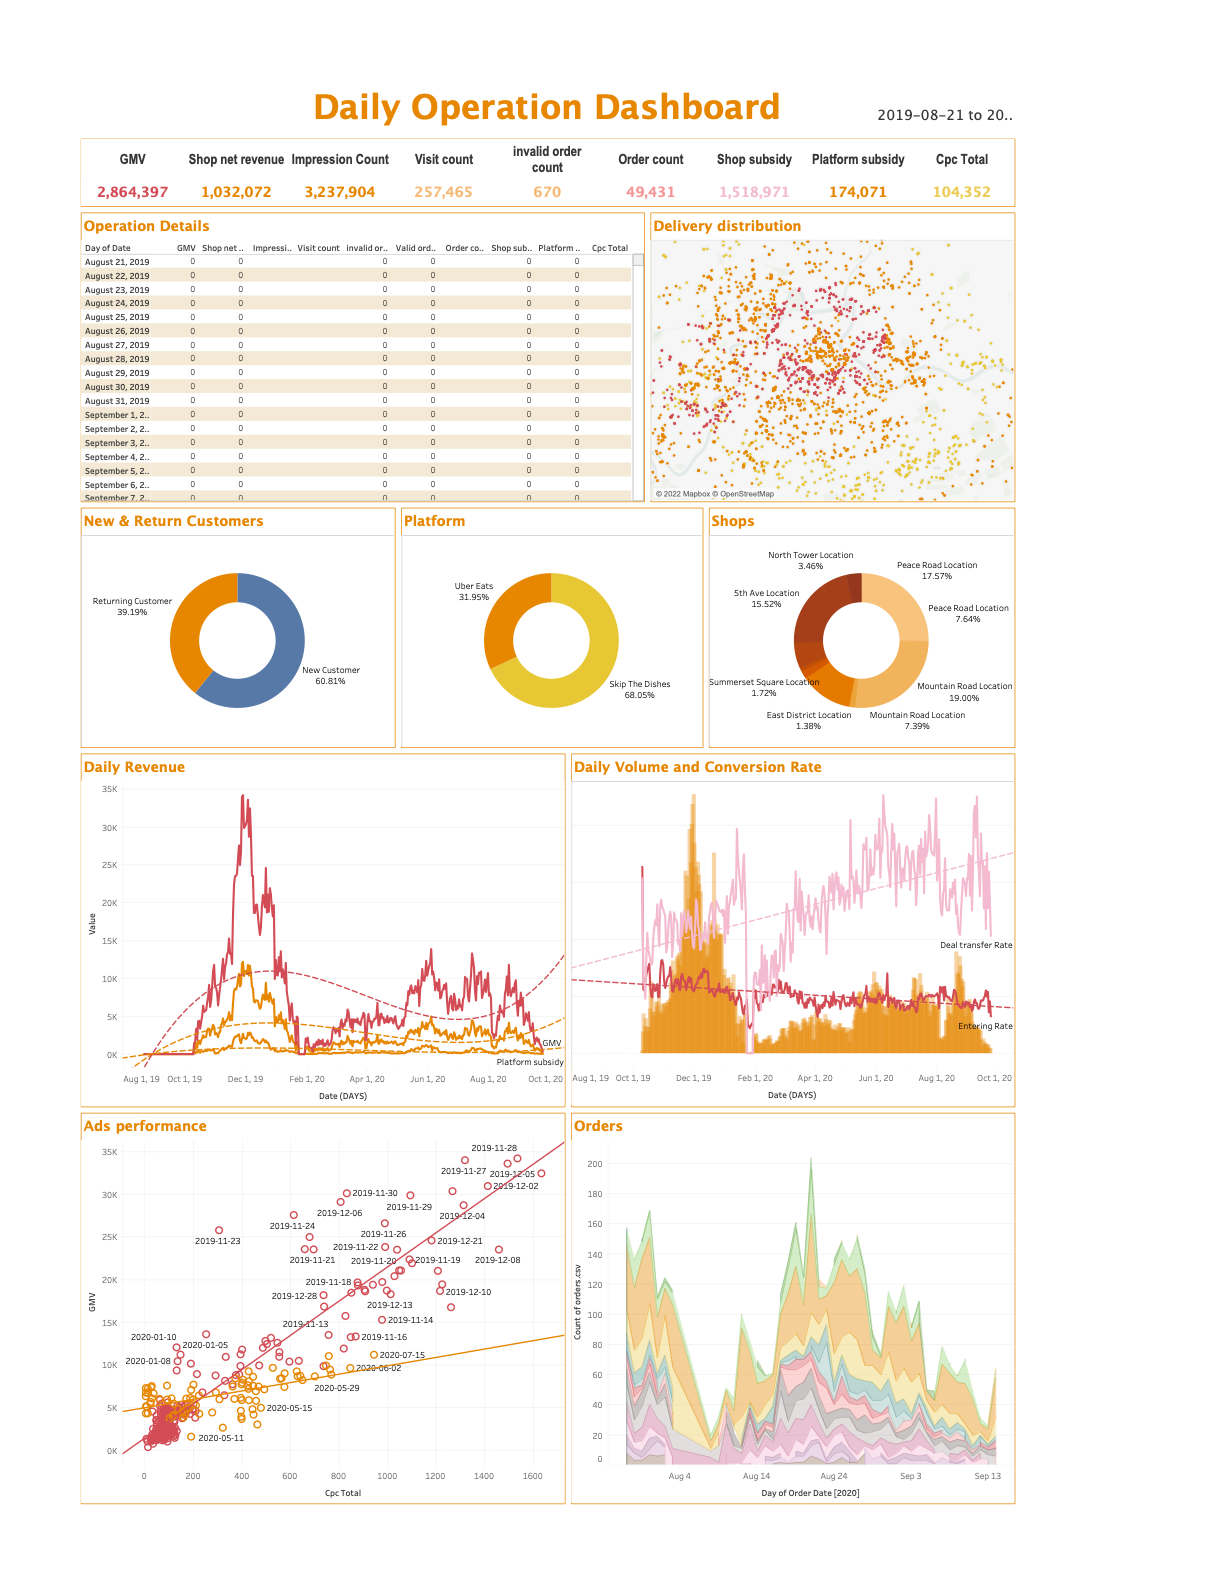 Daily Operation Dashboard
2019-08-21 to 20..
GMV Shop net revenue Impression Count Visit count invalid order count Order count Shop subsidy Platform subsidy Cpc Total
2,864,397 1,032,072 3,237,904 257,465 670 49,431 1,518,971 174,071 104,352
Operation Details
Day of Date GMV Shop net .. Impressi.. Visit count invalid or.. Valid ord.. Order co.. Shop sub.. Platform .. Cpc Total
August 21, 2019 0 0 0 0 0 0
August 22, 2019 0 0 0 0 0 0
August 23, 2019 0 0 0 0 0 0
August 24, 2019 0 0 0 0 0 0
August 25, 2019 0 0 0 0 0 0
August 26, 2019 0 0 0 0 0 0
August 27, 2019 0 0 0 0 0 0
August 28, 2019 0 0 0 0 0 0
August 29, 2019 0 0 0 0 0 0
August 30, 2019 0 0 0 0 0 0
August 31, 2019 0 0 0 0 0 0
September 1, 2.. 0 0 0 0 0 0
September 2, 2.. 0 0 0 0 0 0
September 3, 2.. 0 0 0 0 0 0
September 4, 2.. 0 0 0 0 0 0
September 5, 2.. 0 0 0 0 0 0
September 6, 2.. 0 0 0 0 0 0
September 7, 2.. 0 0 0 0 0 0
Delivery distribution
© 2022 Mapbox © OpenStreetMap
New & Return Customers
Returning Customer
39.19%
New Customer
60.81%
Platform
Uber Eats
31.95%
Skip The Dishes
68.05%
Shops
North Tower Location
3.46%
Peace Road Location
17.57%
5th Ave Location
15.52%
Peace Road Location
7.64%
Summerset Square Location
1.72%
Mountain Road Location
19.00%
East District Location
1.38%
Mountain Road Location
7.39%
Daily Revenue
35K
30K
25K
20K
15K
10K
5K
0K
Value
GMV
Platform subsidy
Aug 1, 19 Oct 1, 19 Dec 1, 19 Feb 1, 20 Apr 1, 20 Jun 1, 20 Aug 1, 20 Oct 1, 20
Date (DAYS)
Daily Volume and Conversion Rate
Deal transfer Rate
Entering Rate
Aug 1, 19 Oct 1, 19 Dec 1, 19 Feb 1, 20 Apr 1, 20 Jun 1, 20 Aug 1, 20 Oct 1, 20
Date (DAYS)
Ads performance
35K
30K
25K
20K
15K
10K
5K
0K
GMV
2019-11-28
2019-11-27 2019-12-05
2019-12-02
2019-11-30
2019-11-29
2019-12-06
2019-12-04
2019-11-24
2019-11-26
2019-11-23
2019-12-21
2019-11-22
2019-11-21
2019-11-20
2019-11-19
2019-12-08
2019-11-18
2019-12-28
2019-12-10
2019-12-13
2019-11-14
2019-11-13
2019-11-16
2020-01-10
2020-01-05
2020-07-15
2020-01-08
2020-06-02
2020-05-29
2020-05-15
2020-05-11
0 200 400 600 800 1000 1200 1400 1600
Cpc Total
Orders
200
180
160
140
120
100
80
60
40
20
0
Count of orders.csv
Aug 4 Aug 14 Aug 24 Sep 3 Sep 13
Day of Order Date [2020]